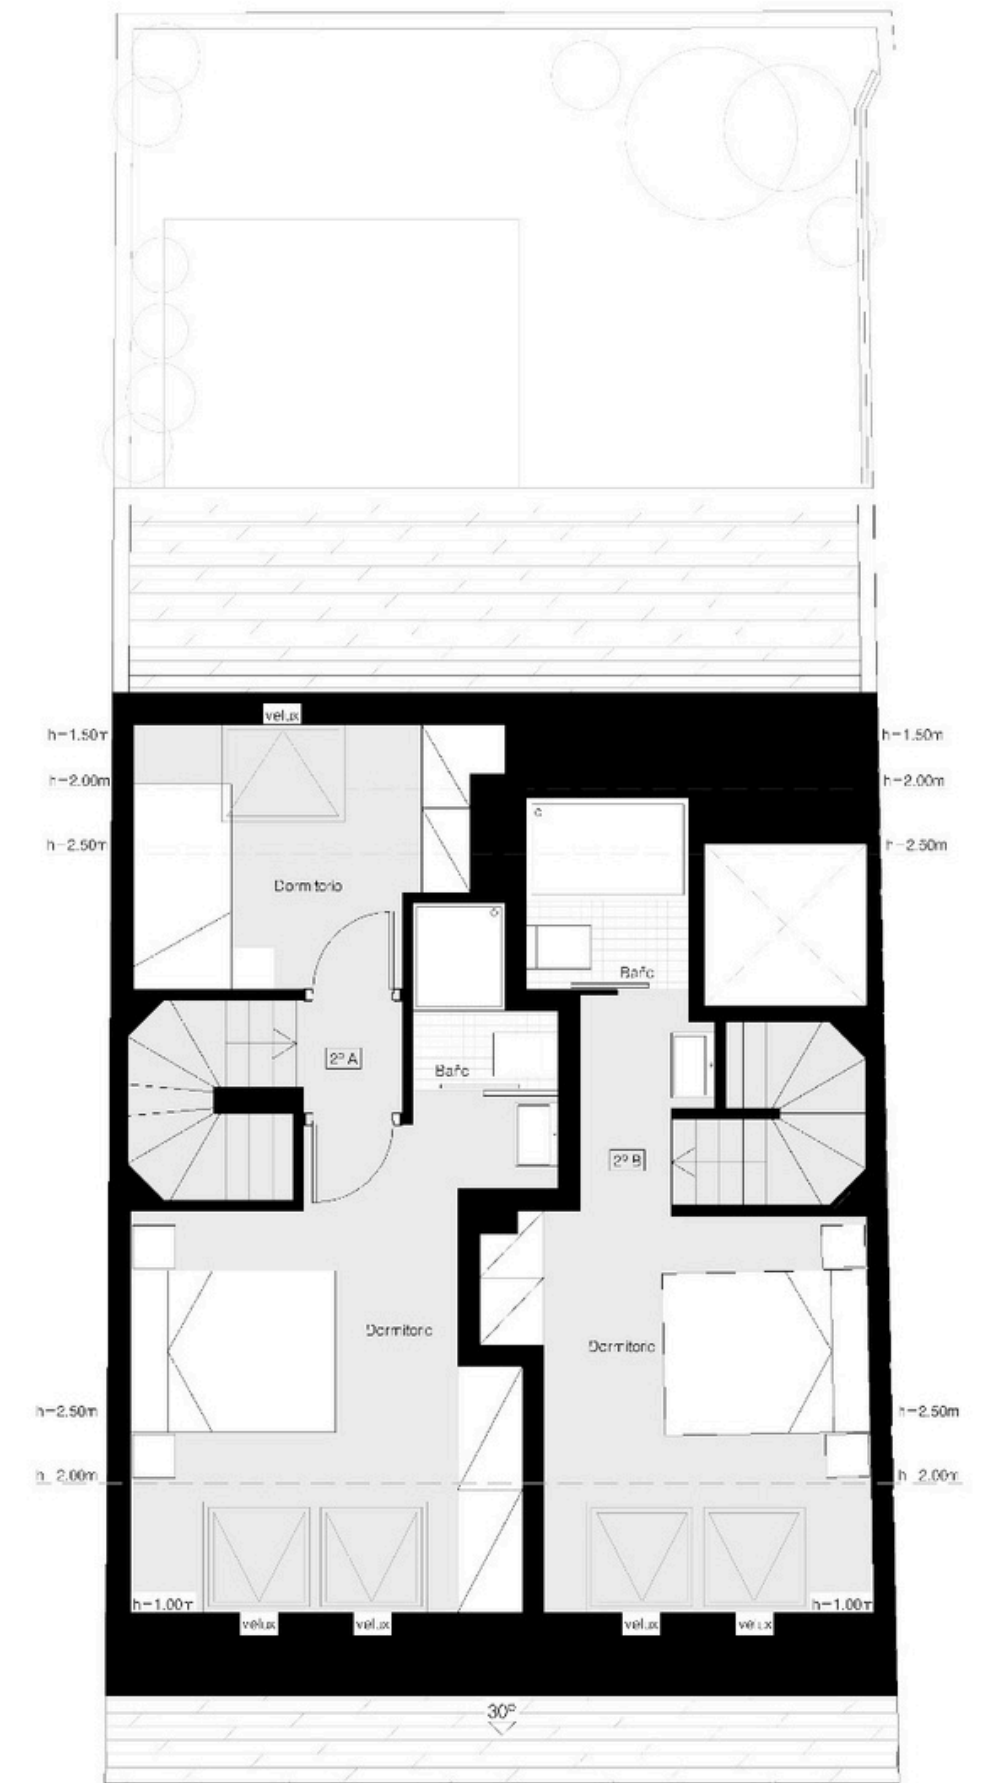 velux
h=1.50m
h=1.50m
h=2.00m
h=2.00m
h=2.50m
h=2.50m
Dormitorio
Baño
2º A
Baño
2º B
Dormitorio
Dormitorio
h=2.50m
h=2.50m
h=2.00m
h=2.00m
h=1.00m
h=1.00m
velux
velux
velux
velux
30º